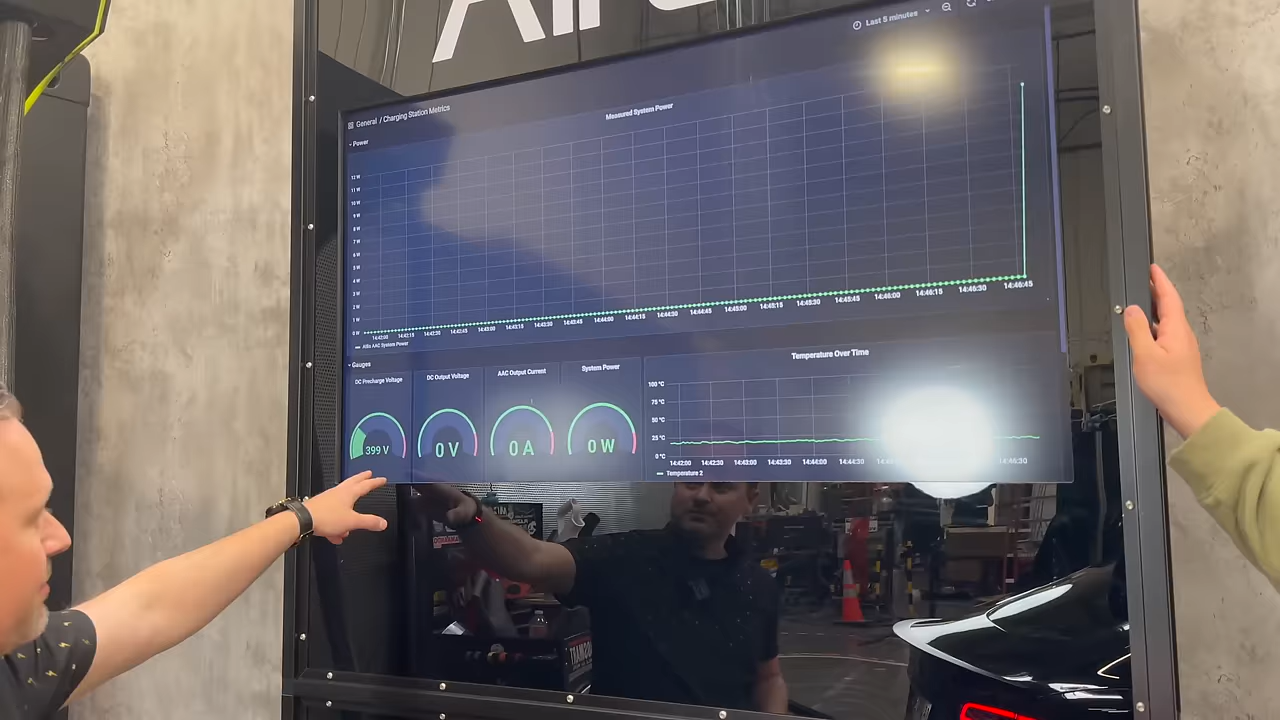 Last 5 minutes
General / Charging Station Metrics
Measured System Power
Power
12 W
11 W
10 W
9 W
8 W
7 W
6 W
5 W
4 W
3 W
2 W
1 W
0 W
14:42:00 14:42:15 14:42:30 14:42:45 14:43:00 14:43:15 14:43:30 14:43:45 14:44:00 14:44:15 14:44:30 14:44:45 14:45:00 14:45:15 14:45:30 14:45:45 14:46:00 14:46:15 14:46:30 14:46:45
AAC System Power
Gauges
DC Precharge Voltage
DC Output Voltage
AAC Output Current
System Power
399 V
0 V
0 A
0 W
Temperature Over Time
100 °C
75 °C
50 °C
25 °C
0 °C
14:42:00 14:42:30 14:43:00 14:43:30 14:44:00 14:44:30 14:46:30
Temperature 2